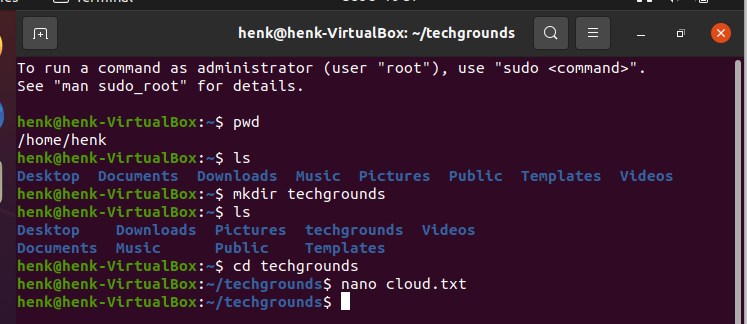 Terminal
henk@henk-VirtualBox: ~/techgrounds
To run a command as administrator (user "root"), use "sudo <command>".
See "man sudo_root" for details.
henk@henk-VirtualBox:~$ pwd
/home/henk
henk@henk-VirtualBox:~$ ls
Desktop  Documents  Downloads  Music  Pictures  Public  Templates  Videos
henk@henk-VirtualBox:~$ mkdir techgrounds
henk@henk-VirtualBox:~$ ls
Desktop    Downloads  Pictures  techgrounds  Videos
Documents  Music      Public    Templates
henk@henk-VirtualBox:~$ cd techgrounds
henk@henk-VirtualBox:~/techgrounds$ nano cloud.txt
henk@henk-VirtualBox:~/techgrounds$